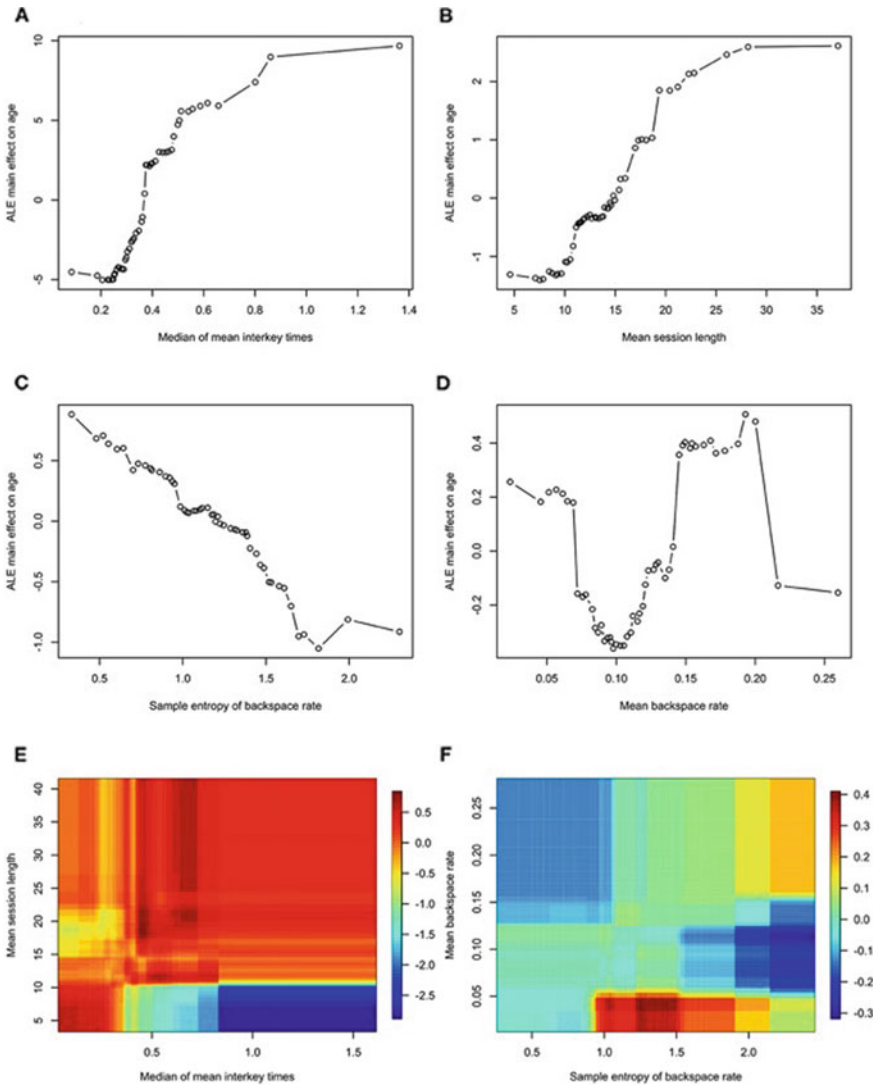 A
ALE main effect on age
10
5
0
-5
0.2 0.4 0.6 0.8 1.0 1.2 1.4
Median of mean interkey times
B
ALE main effect on age
2
1
0
-1
5 10 15 20 25 30 35
Mean session length
C
ALE main effect on age
0.5
0.0
-0.5
-1.0
0.5 1.0 1.5 2.0
Sample entropy of backspace rate
D
ALE main effect on age
0.4
0.2
0.0
-0.2
0.05 0.10 0.15 0.20 0.25
Mean backspace rate
E
Mean session length
40
35
30
25
20
15
10
5
0.5 1.0 1.5
Median of mean interkey times
0.5
0.0
-0.5
-1.0
-1.5
-2.0
-2.5
F
Mean backspace rate
0.25
0.20
0.15
0.10
0.05
0.5 1.0 1.5 2.0
Sample entropy of backspace rate
0.4
0.3
0.2
0.1
0.0
-0.1
-0.2
-0.3